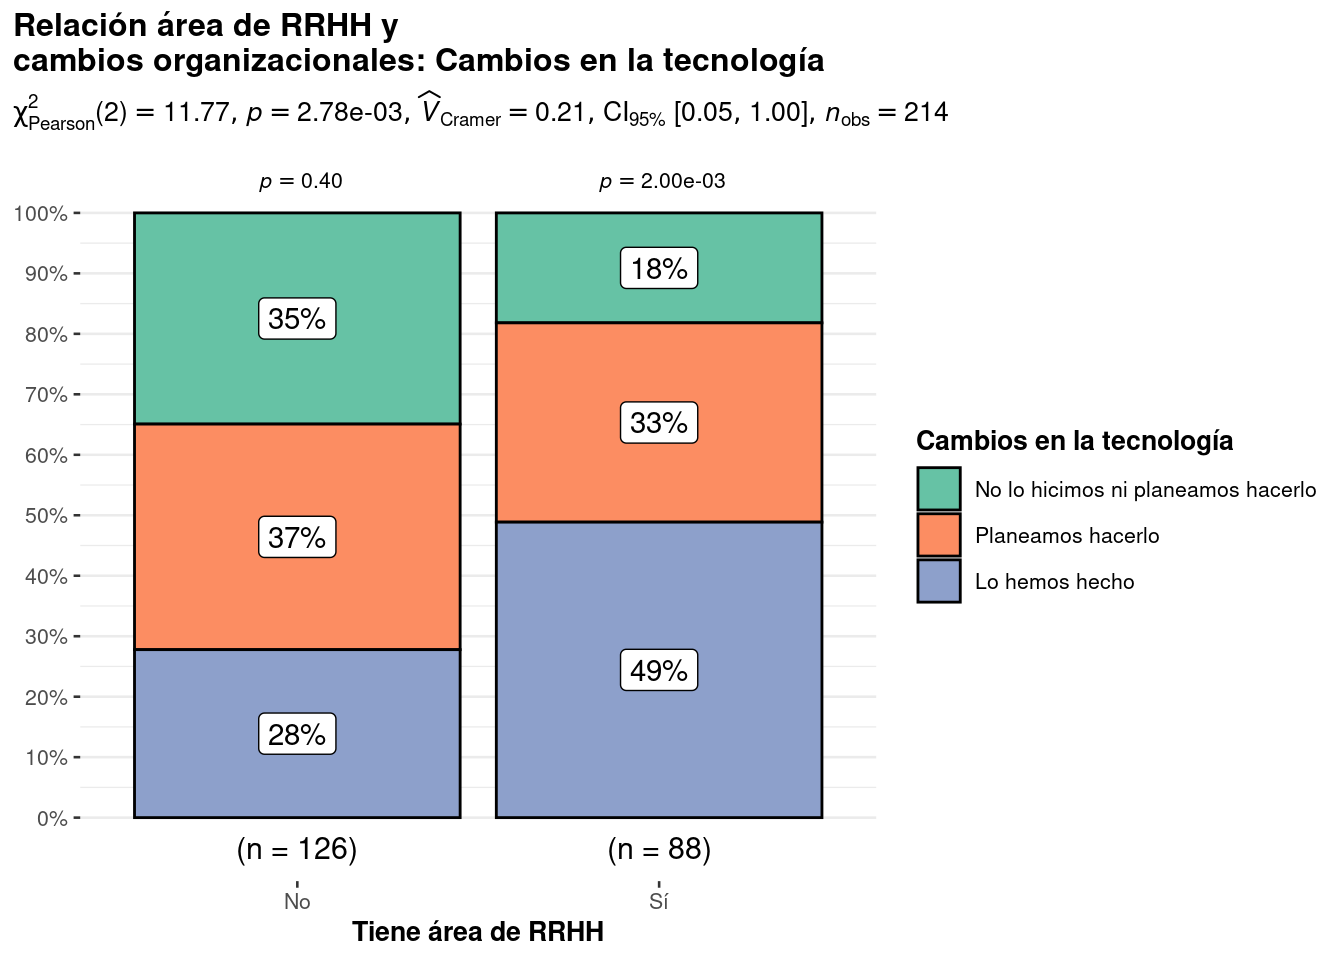 Relación área de RRHH y
cambios organizacionales: Cambios en la tecnología
χ²Pearson(2) = 11.77, p = 2.78e-03, V̂Cramer = 0.21, CI95% [0.05, 1.00], nobs = 214
p = 0.40
p = 2.00e-03
100%
90%
80%
70%
60%
50%
40%
30%
20%
10%
0%
35%
37%
28%
18%
33%
49%
(n = 126)
(n = 88)
No
Sí
Tiene área de RRHH
Cambios en la tecnología
No lo hicimos ni planeamos hacerlo
Planeamos hacerlo
Lo hemos hecho